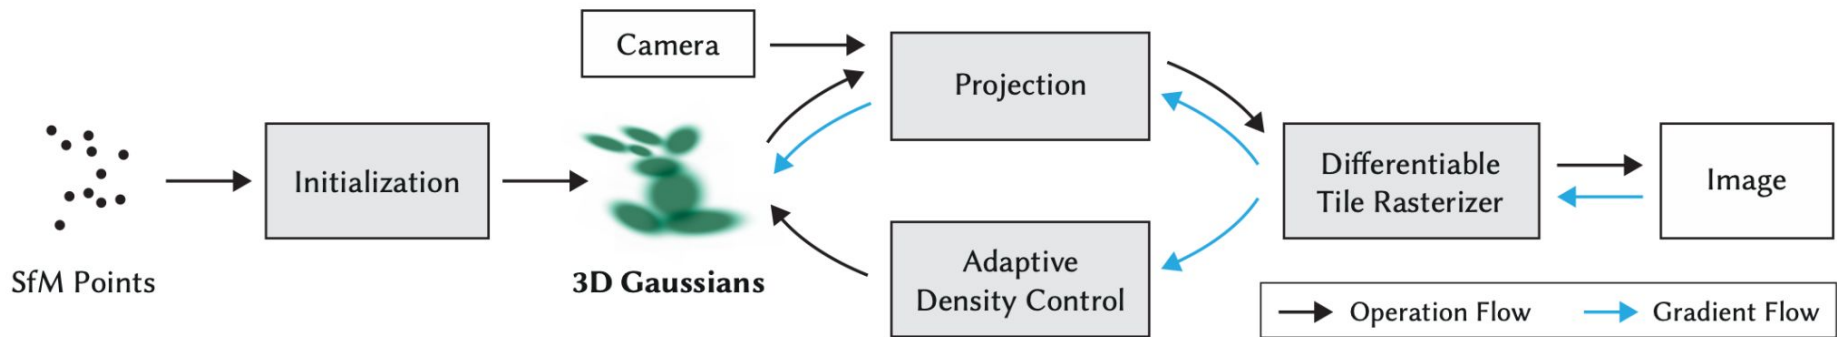 Camera
Projection
Initialization
Differentiable
Tile Rasterizer
Image
Adaptive
Density Control
SfM Points
3D Gaussians
Operation Flow
Gradient Flow